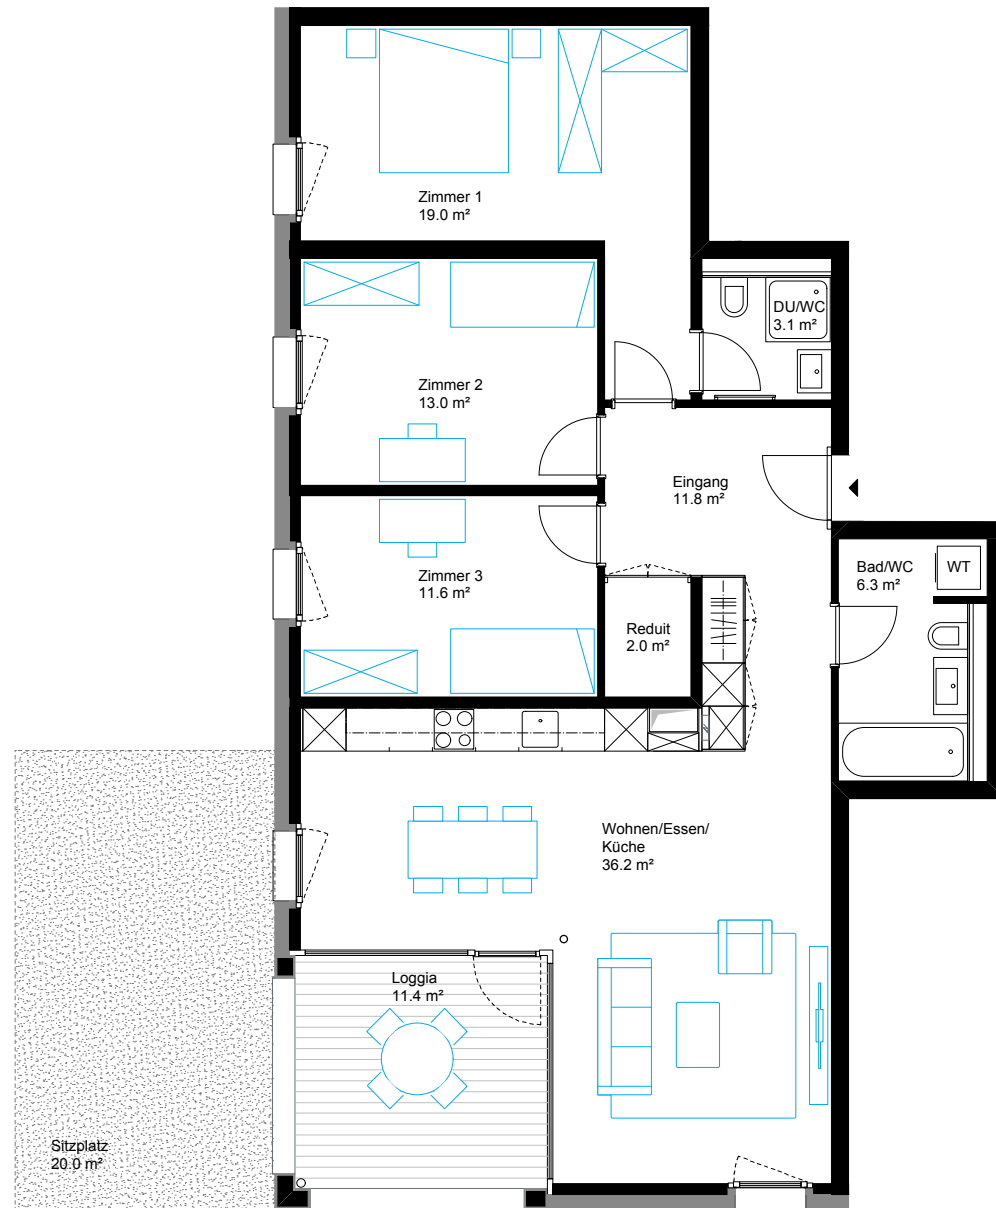 Zimmer 1
19.0 m²
DU/WC
3.1 m²
Zimmer 2
13.0 m²
Eingang
11.8 m²
Zimmer 3
11.6 m²
Bad/WC
6.3 m²
WT
Reduit
2.0 m²
Wohnen/Essen/
Küche
36.2 m²
Loggia
11.4 m²
Sitzplatz
20.0 m²